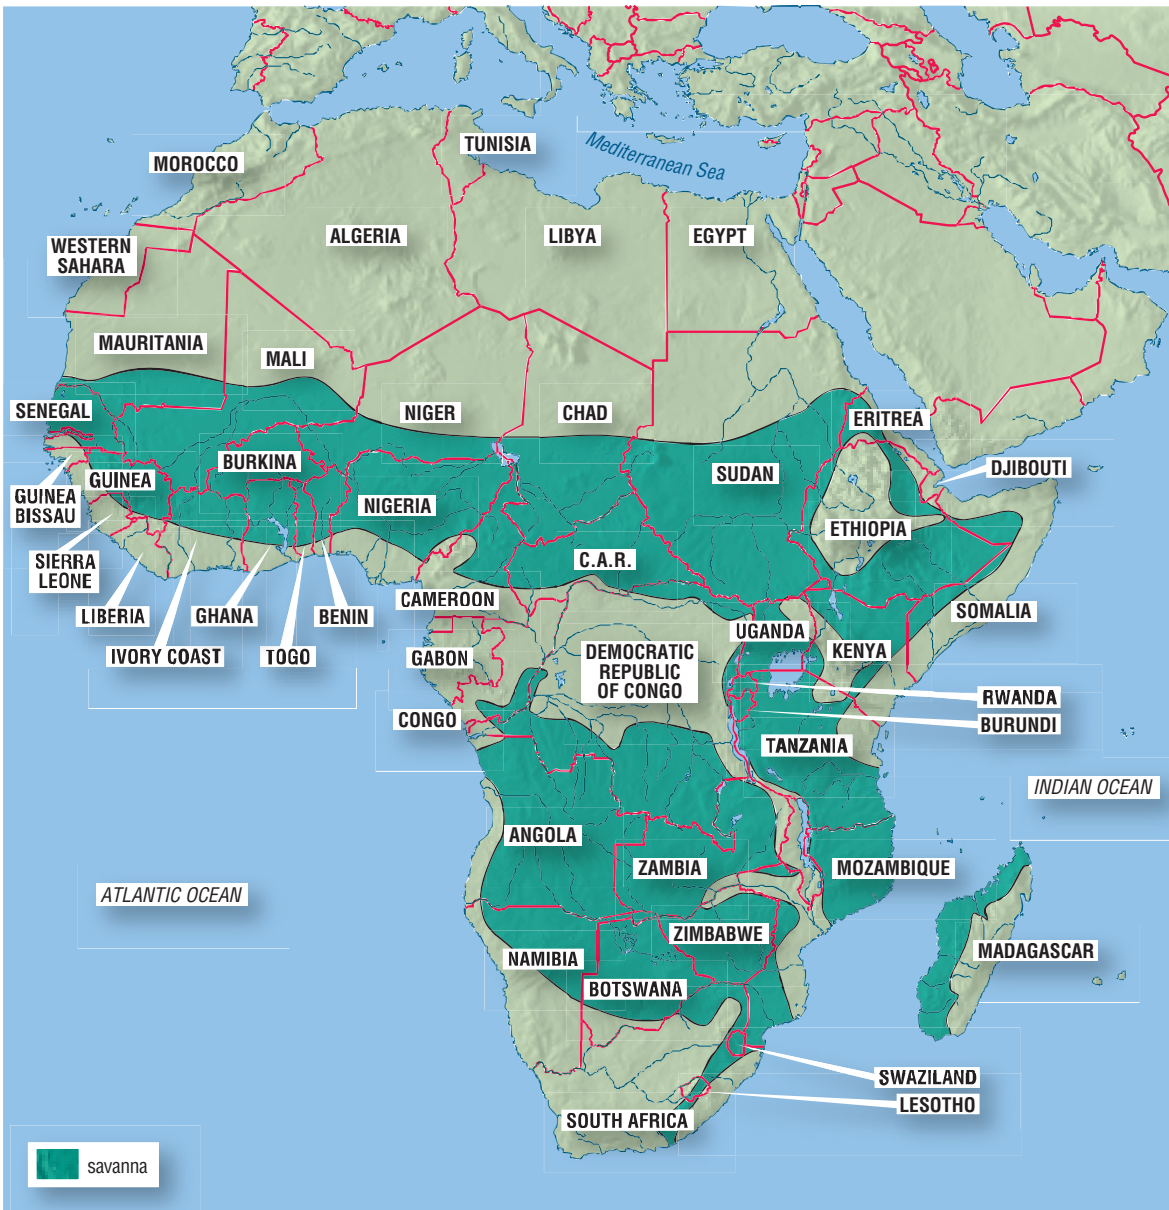 TUNISIA
Mediterranean Sea
MOROCCO
ALGERIA
LIBYA
EGYPT
WESTERN
SAHARA
MAURITANIA
MALI
SENEGAL
NIGER
CHAD
ERITREA
BURKINA
SUDAN
DJIBOUTI
GUINEA
GUINEA
BISSAU
NIGERIA
ETHIOPIA
SIERRA
LEONE
C.A.R.
CAMEROON
LIBERIA
GHANA
BENIN
SOMALIA
UGANDA
IVORY COAST
TOGO
GABON
DEMOCRATIC
REPUBLIC
OF CONGO
KENYA
RWANDA
CONGO
BURUNDI
TANZANIA
INDIAN OCEAN
ANGOLA
ZAMBIA
MOZAMBIQUE
ATLANTIC OCEAN
ZIMBABWE
NAMIBIA
MADAGASCAR
BOTSWANA
SWAZILAND
LESOTHO
SOUTH AFRICA
savanna